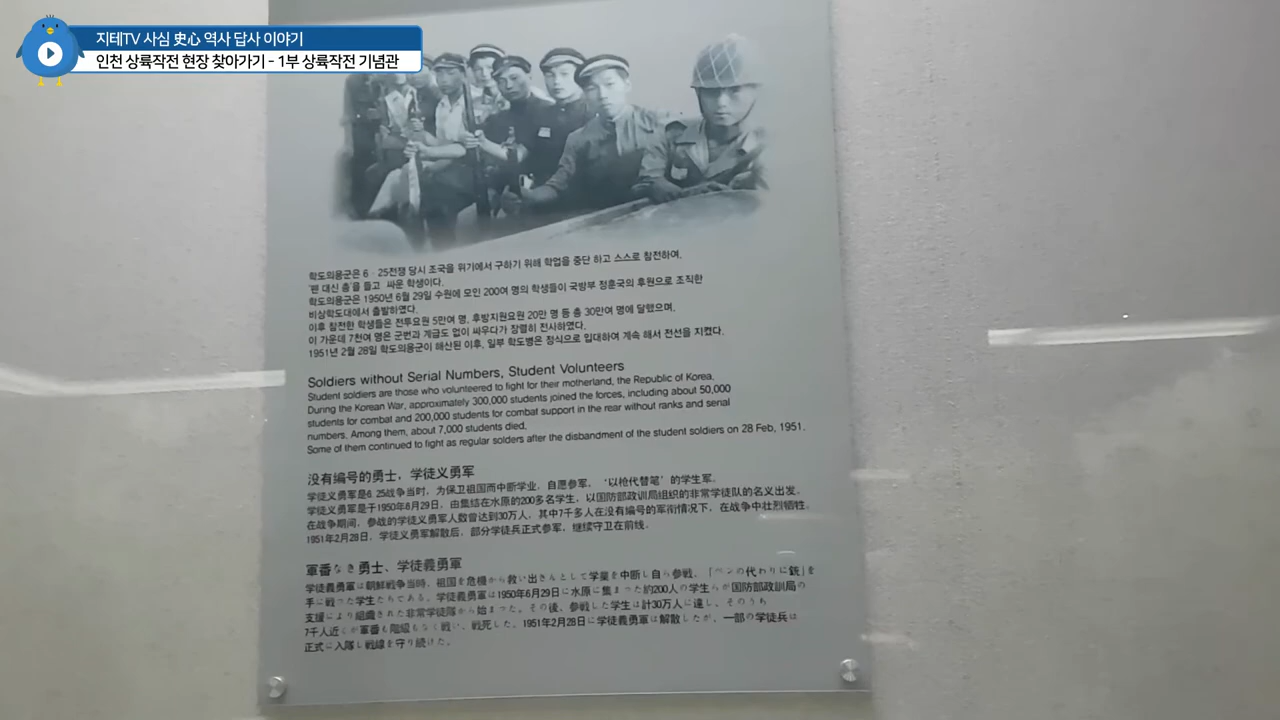 지테TV 사심 史心 역사 답사 이야기
인천 상륙작전 현장 찾아가기 - 1부 상륙작전 기념관
학도의용군은 6·25전쟁 당시 조국을 위기에서 구하기 위해 학업을 중단 하고 스스로 참전하여,
'펜 대신 총'을 들고 싸운 학생이다.
학도의용군은 1950년 6월 29일 수원에 모인 200여 명의 학생들이 국방부 정훈국의 후원으로 조직한
비상학도대에서 출발하였다.
이후 참전한 학생들은 전투요원 5만여 명, 후방지원요원 20만 명 등 총 30만여 명에 달했으며,
이 가운데 7천여 명은 군번과 계급도 없이 싸우다가 장렬히 전사하였다.
1951년 2월 28일 학도의용군이 해산된 이후, 일부 학도병은 정식으로 입대하여 계속 해서 전선을 지켰다.
Soldiers without Serial Numbers, Student Volunteers
Student soldiers are those who volunteered to fight for their motherland, the Republic of Korea.
During the Korean War, approximately 300,000 students joined the forces, including about 50,000
students for combat and 200,000 students for combat support in the rear without ranks and serial
numbers. Among them, about 7,000 students died.
Some of them continued to fight as regular solders after the disbandment of the student soldiers on 28 Feb, 1951.
没有编号的勇士，学徒义勇军
学徒义勇军是6.25战争当时，为保卫祖国而中断学业，自愿参军，‘以枪代替笔’的学生军。
学徒义勇军是于1950年6月29日，由集结在水原的200多名学生，以国防部政训局组织的非常学徒队的名义出发。
在战争期间，参战的学徒义勇军人数曾达到30万人，其中7千多人在没有编号的军衔情况下，在战争中壮烈牺牲。
1951年2月28日，学徒义勇军解散后，部分学徒兵正式参军，继续守卫在前线。
軍番なき勇士、学徒義勇軍
学徒義勇軍は朝鮮戦争当時、祖国を危機から救い出さんとして学業を中断し自ら参戦、「ペンの代わりに銃」を
手に戦った学生たちである。学徒義勇軍は1950年6月29日に水原に集まった約200人の学生らが国防部政訓局の
支援により組織された非常学徒隊から始まった。その後、参戦した学生は計30万人に達し、そのうち
7千人近くが軍番も階級もなく戦い、戦死した。1951年2月28日に学徒義勇軍は解散したが、一部の学徒兵は
正式に入隊し戦線を守り続けた。